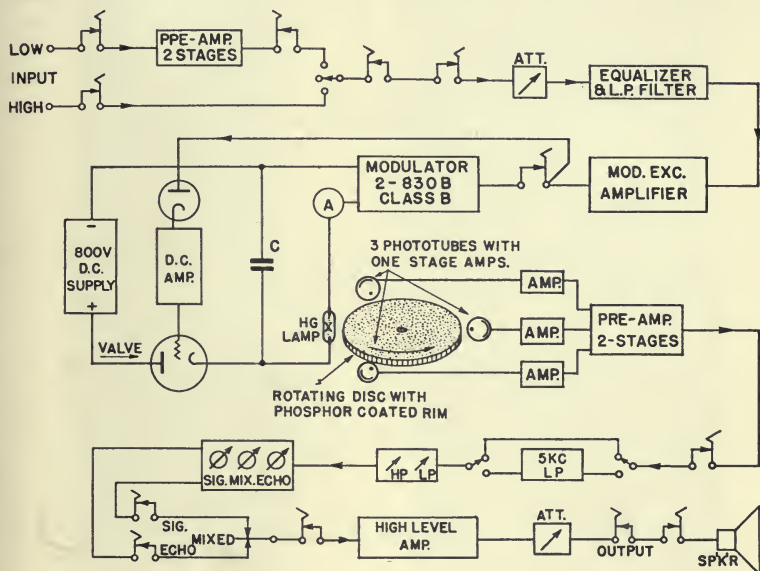 LOW
INPUT
HIGH
PPE-AMP.
2 STAGES
ATT.
EQUALIZER
& L.P. FILTER
MODULATOR
2-830B
CLASS B
MOD. EXC.
AMPLIFIER
A
-
800V
D.C.
SUPPLY
+
D.C.
AMP.
C
VALVE
HG
LAMP
X
3 PHOTOTUBES WITH
ONE STAGE AMPS.
AMP.
AMP.
AMP.
PRE-AMP.
2-STAGES
ROTATING DISC WITH
PHOSPHOR COATED RIM
SIG. MIX. ECHO
HP LP
5KC
LP
SIG.
MIXED
ECHO
HIGH LEVEL
AMP.
ATT.
OUTPUT
SPK'R